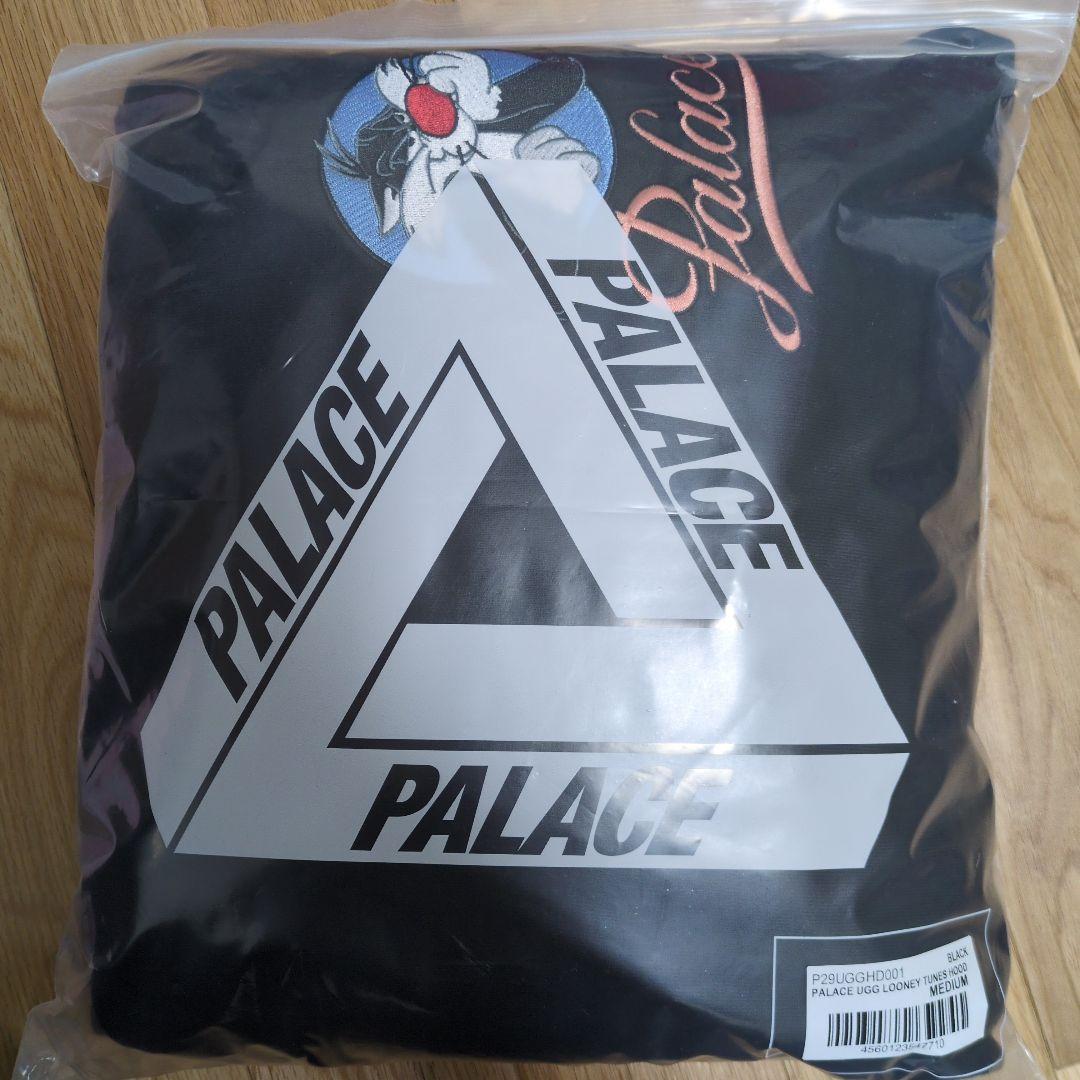 Palace
PALACE
PALACE
PALACE
BLACK
P29UGGHD001
PALACE UGG LOONEY TUNES HOOD
MEDIUM